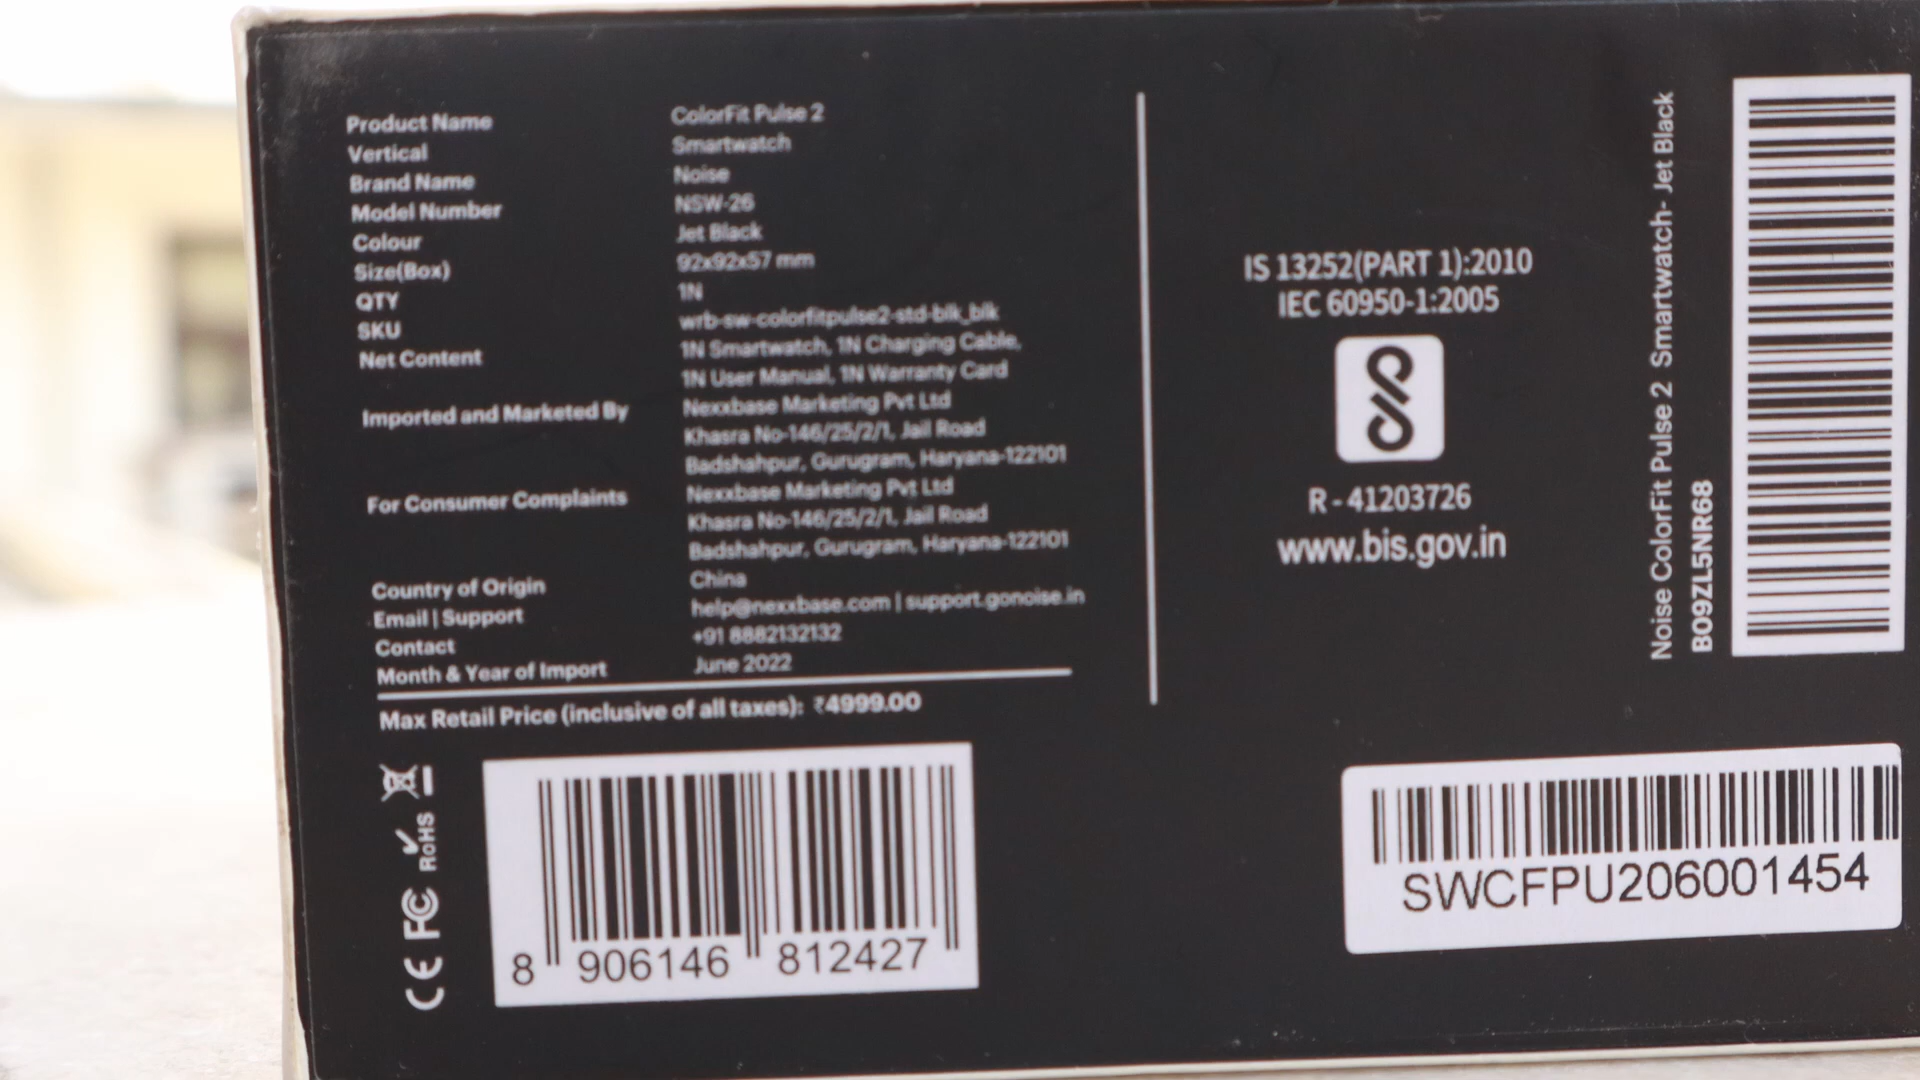 Product Name ColorFit Pulse 2
Vertical Smartwatch
Brand Name Noise
Model Number NSW-26
Colour Jet Black
Size(Box) 92x92x57 mm
QTY 1N
SKU wrb-sw-colorfitpulse2-std-blk_blk
Net Content 1N Smartwatch, 1N Charging Cable,
1N User Manual, 1N Warranty Card
Imported and Marketed By Nexxbase Marketing Pvt Ltd
Khasra No-146/25/2/1, Jail Road
Badshahpur, Gurugram, Haryana-122101
For Consumer Complaints Nexxbase Marketing Pvt Ltd
Khasra No-146/25/2/1, Jail Road
Badshahpur, Gurugram, Haryana-122101
Country of Origin China
Email | Support help@nexxbase.com | support.gonoise.in
Contact +91 8882132132
Month & Year of Import June 2022
Max Retail Price (inclusive of all taxes): ₹4999.00
CE FC RoHS
8 906146 812427
IS 13252(PART 1):2010
IEC 60950-1:2005
R - 41203726
www.bis.gov.in
Noise ColorFit Pulse 2 Smartwatch- Jet Black
B09ZL5NR68
SWCFPU206001454